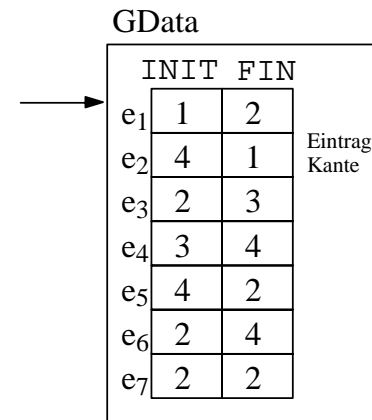 GData
INIT FIN
e1 1 2
e2 4 1
e3 2 3
e4 3 4
e5 4 2
e6 2 4
e7 2 2
Eintrag
Kante